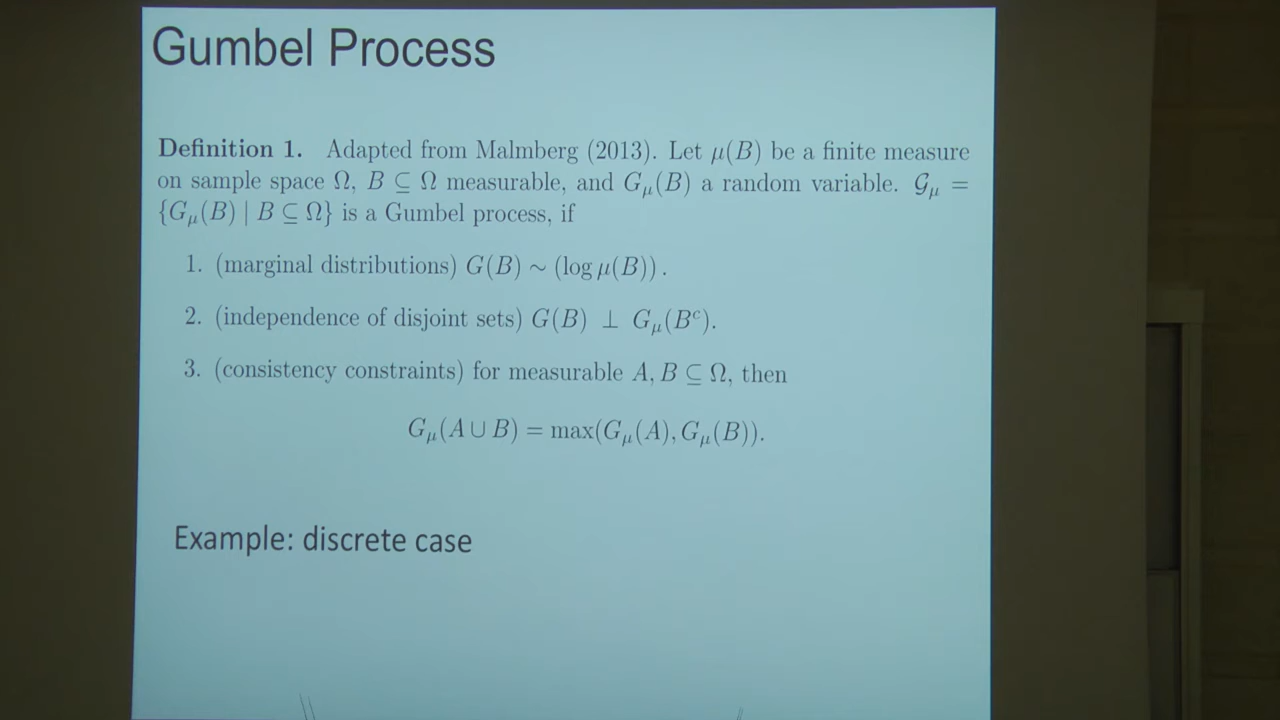 Gumbel Process
Definition 1. Adapted from Malmberg (2013). Let μ(B) be a finite measure
on sample space Ω, B ⊆ Ω measurable, and G_μ(B) a random variable. 𝒢_μ =
{G_μ(B) | B ⊆ Ω} is a Gumbel process, if
1. (marginal distributions) G(B) ∼ (log μ(B)).
2. (independence of disjoint sets) G(B) ⊥ G_μ(B^c).
3. (consistency constraints) for measurable A, B ⊆ Ω, then
G_μ(A ∪ B) = max(G_μ(A), G_μ(B)).
Example: discrete case